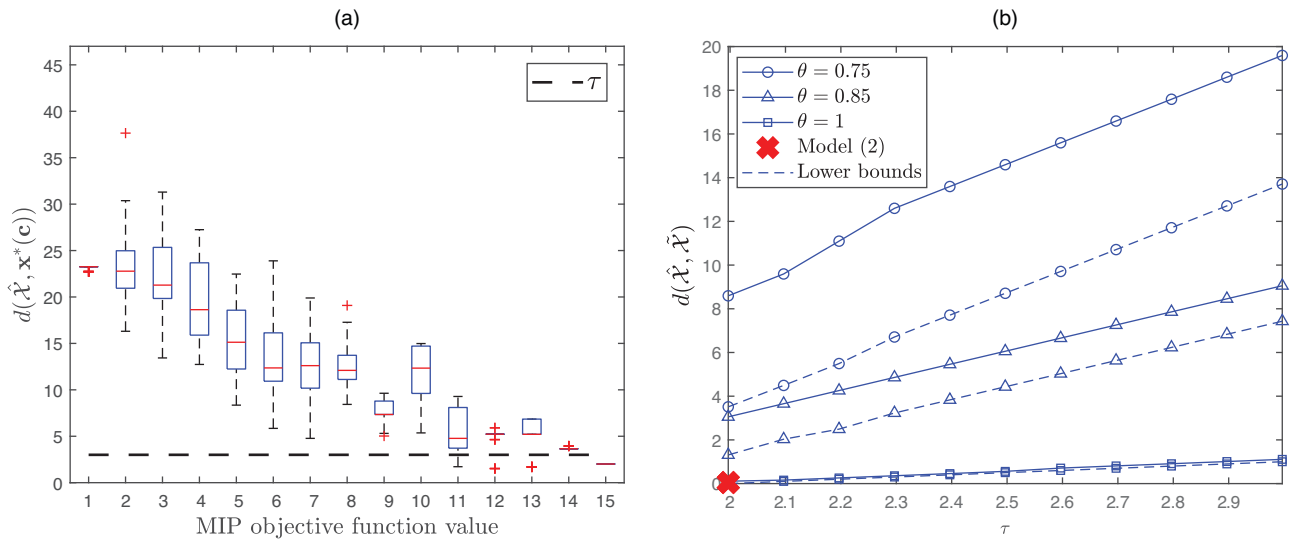 (a)
45
40
35
30
25
20
15
10
5
0
d(𝒳̂, x*(c))
τ
1 2 3 4 5 6 7 8 9 10 11 12 13 14 15
MIP objective function value
(b)
20
18
16
14
12
10
8
6
4
2
0
d(𝒳̂, 𝒳̃)
θ = 0.75
θ = 0.85
θ = 1
Model (2)
Lower bounds
2 2.1 2.2 2.3 2.4 2.5 2.6 2.7 2.8 2.9
τ